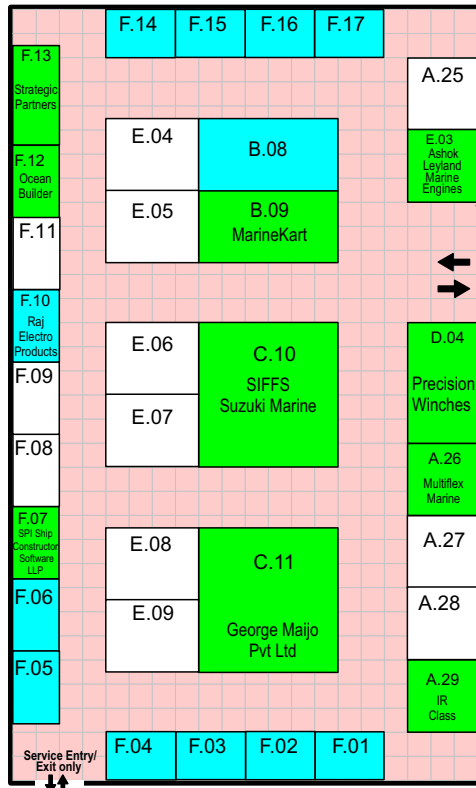 F.14
F.15
F.16
F.17
F.13
Strategic
Partners
A.25
E.04
B.08
E.03
Ashok
Leyland
Marine
Engines
F.12
Ocean
Builder
E.05
B.09
MarineKart
F.11
F.10
Raj
Electro
Products
E.06
C.10
SIFFS
Suzuki Marine
D.04
Precision
Winches
F.09
E.07
F.08
A.26
Multiflex
Marine
F.07
SPI Ship
Constructor
Software
LLP
E.08
C.11
George Maijo
Pvt Ltd
A.27
F.06
E.09
A.28
F.05
A.29
IR
Class
Service Entry/
Exit only
F.04
F.03
F.02
F.01